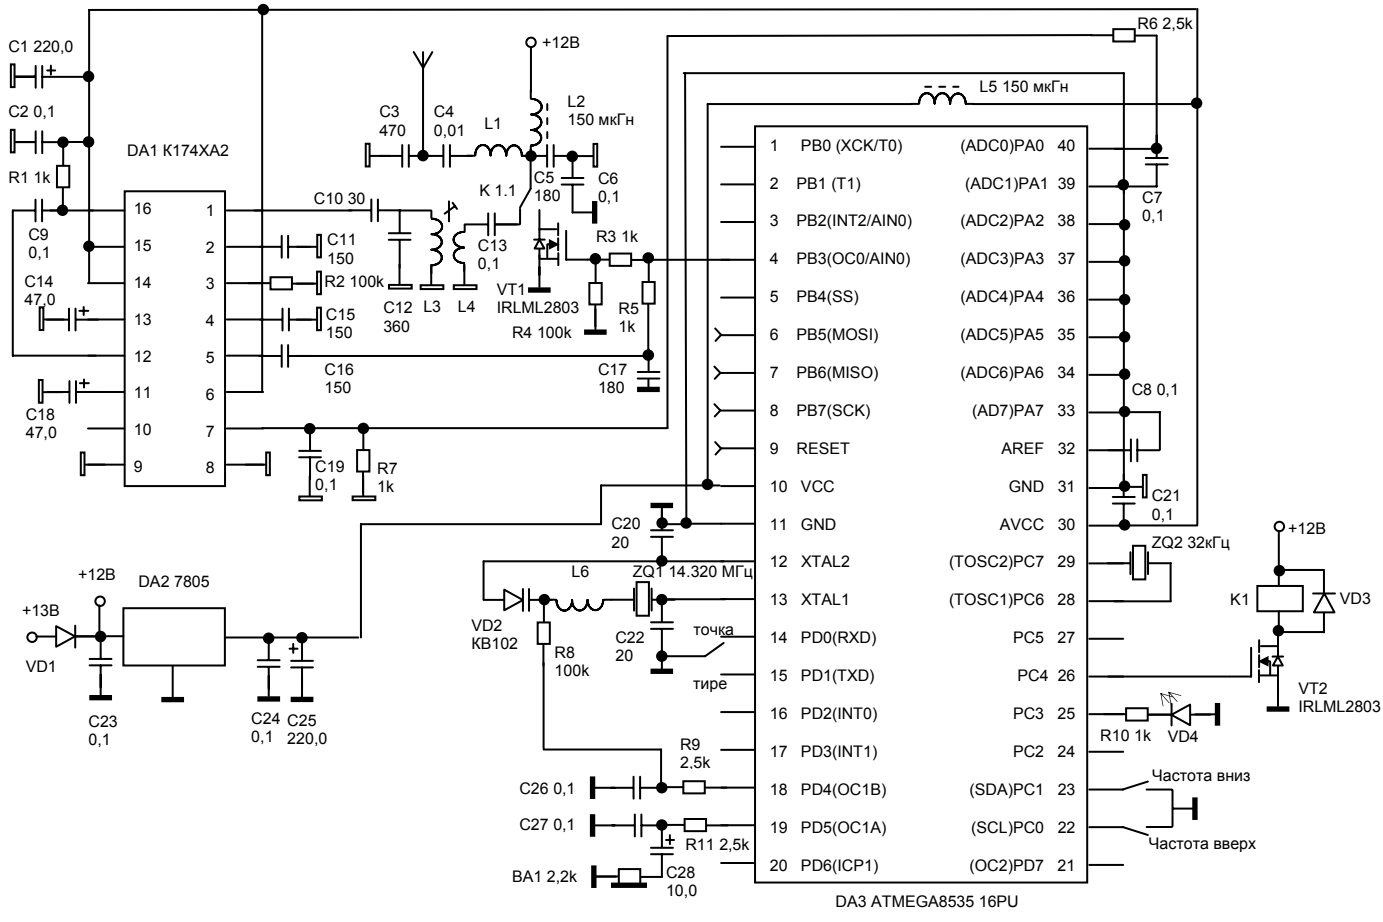 C1 220,0
+
C2 0,1
R1 1k
C9
0,1
C14
47,0
+
C18
47,0
+
DA1 К174ХА2
16
15
14
13
12
11
10
9
1
2
3
4
5
6
7
8
C3
470
C4
0,01
L1
+12В
L2
150 мкГн
C5
180
C6
0,1
К 1.1
C10 30
C11
150
R2 100k
C15
150
C16
150
C12
360
L3
L4
C13
0,1
VT1
IRLML2803
R3 1k
R4 100k
R5
1k
C17
180
C19
0,1
R7
1k
R6 2,5k
L5 150 мкГн
C7
0,1
C8 0,1
C21
0,1
1 PB0 (XCK/T0)
2 PB1 (T1)
3 PB2(INT2/AIN0)
4 PB3(OC0/AIN0)
5 PB4(SS)
6 PB5(MOSI)
7 PB6(MISO)
8 PB7(SCK)
9 RESET
10 VCC
11 GND
12 XTAL2
13 XTAL1
14 PD0(RXD)
15 PD1(TXD)
16 PD2(INT0)
17 PD3(INT1)
18 PD4(OC1B)
19 PD5(OC1A)
20 PD6(ICP1)
(ADC0)PA0 40
(ADC1)PA1 39
(ADC2)PA2 38
(ADC3)PA3 37
(ADC4)PA4 36
(ADC5)PA5 35
(ADC6)PA6 34
(AD7)PA7 33
AREF 32
GND 31
AVCC 30
(TOSC2)PC7 29
(TOSC1)PC6 28
PC5 27
PC4 26
PC3 25
PC2 24
(SDA)PC1 23
(SCL)PC0 22
(OC2)PD7 21
DA3 ATMEGA8535 16PU
C20
20
L6
ZQ1 14.320 МГц
VD2
КВ102
R8
100k
C22
20
точка
тире
R9
2,5k
C26 0,1
C27 0,1
R11 2,5k
+
BA1 2,2k
C28
10,0
+13В
VD1
+12В
DA2 7805
C23
0,1
C24
0,1
+
C25
220,0
ZQ2 32кГц
+12В
K1
VD3
VT2
IRLML2803
R10 1k
VD4
Частота вниз
Частота вверх